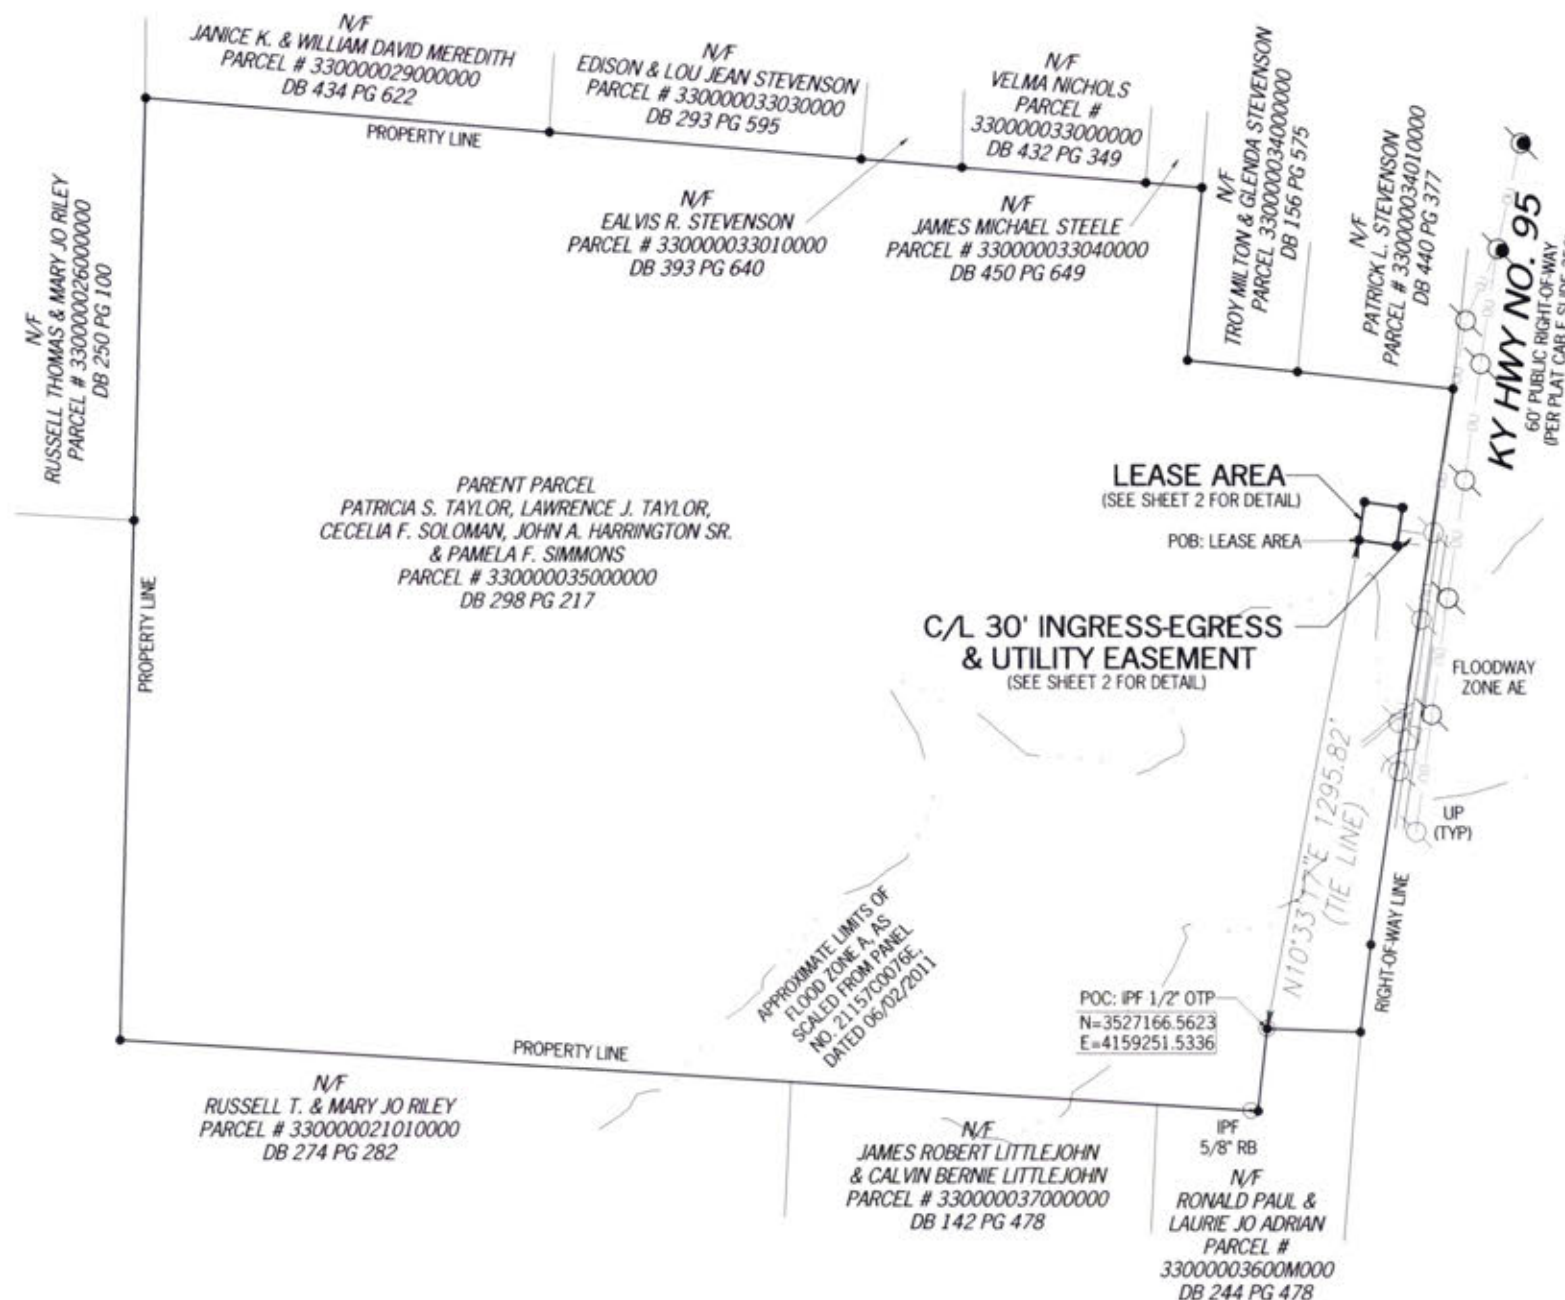 N/F
JANICE K. & WILLIAM DAVID MEREDITH
PARCEL # 330000029000000
DB 434 PG 622
N/F
EDISON & LOU JEAN STEVENSON
PARCEL # 330000033030000
DB 293 PG 595
N/F
VELMA NICHOLS
PARCEL #
330000033000000
DB 432 PG 349
N/F
TROY MILTON & GLENDA STEVENSON
PARCEL 330000034000000
DB 156 PG 575
N/F
PATRICK L. STEVENSON
PARCEL # 330000034010000
DB 440 PG 377
KY HWY NO. 95
60' PUBLIC RIGHT-OF-WAY
(PER PLAT CABE SLIDE
PROPERTY LINE
N/F
EALVIS R. STEVENSON
PARCEL # 330000033010000
DB 393 PG 640
N/F
JAMES MICHAEL STEELE
PARCEL # 330000033040000
DB 450 PG 649
N/F
RUSSELL THOMAS & MARY JO RILEY
PARCEL # 330000026000000
DB 250 PG 100
PARENT PARCEL
PATRICIA S. TAYLOR, LAWRENCE J. TAYLOR,
CECELIA F. SOLOMAN, JOHN A. HARRINGTON SR.
& PAMELA F. SIMMONS
PARCEL # 330000035000000
DB 298 PG 217
LEASE AREA
(SEE SHEET 2 FOR DETAIL)
POB: LEASE AREA
C/L 30' INGRESS-EGRESS
& UTILITY EASEMENT
(SEE SHEET 2 FOR DETAIL)
PROPERTY LINE
FLOODWAY
ZONE AE
N10°33'17"E 1295.82'
(TIE LINE)
UP
(TYP)
RIGHT-OF-WAY LINE
APPROXIMATE LIMITS OF
FLOOD ZONE A, AS
SCALED FROM PANEL
NO. 21157C0076E,
DATED 06/02/2011
POC: IPF 1/2" OTP
N=3527166.5623
E=4159251.5336
PROPERTY LINE
N/F
RUSSELL T. & MARY JO RILEY
PARCEL # 330000021010000
DB 274 PG 282
N/F
JAMES ROBERT LITTLEJOHN
& CALVIN BERNIE LITTLEJOHN
PARCEL # 330000037000000
DB 142 PG 478
IPF
5/8" RB
N/F
RONALD PAUL &
LAURIE JO ADRIAN
PARCEL #
33000003600M000
DB 244 PG 478